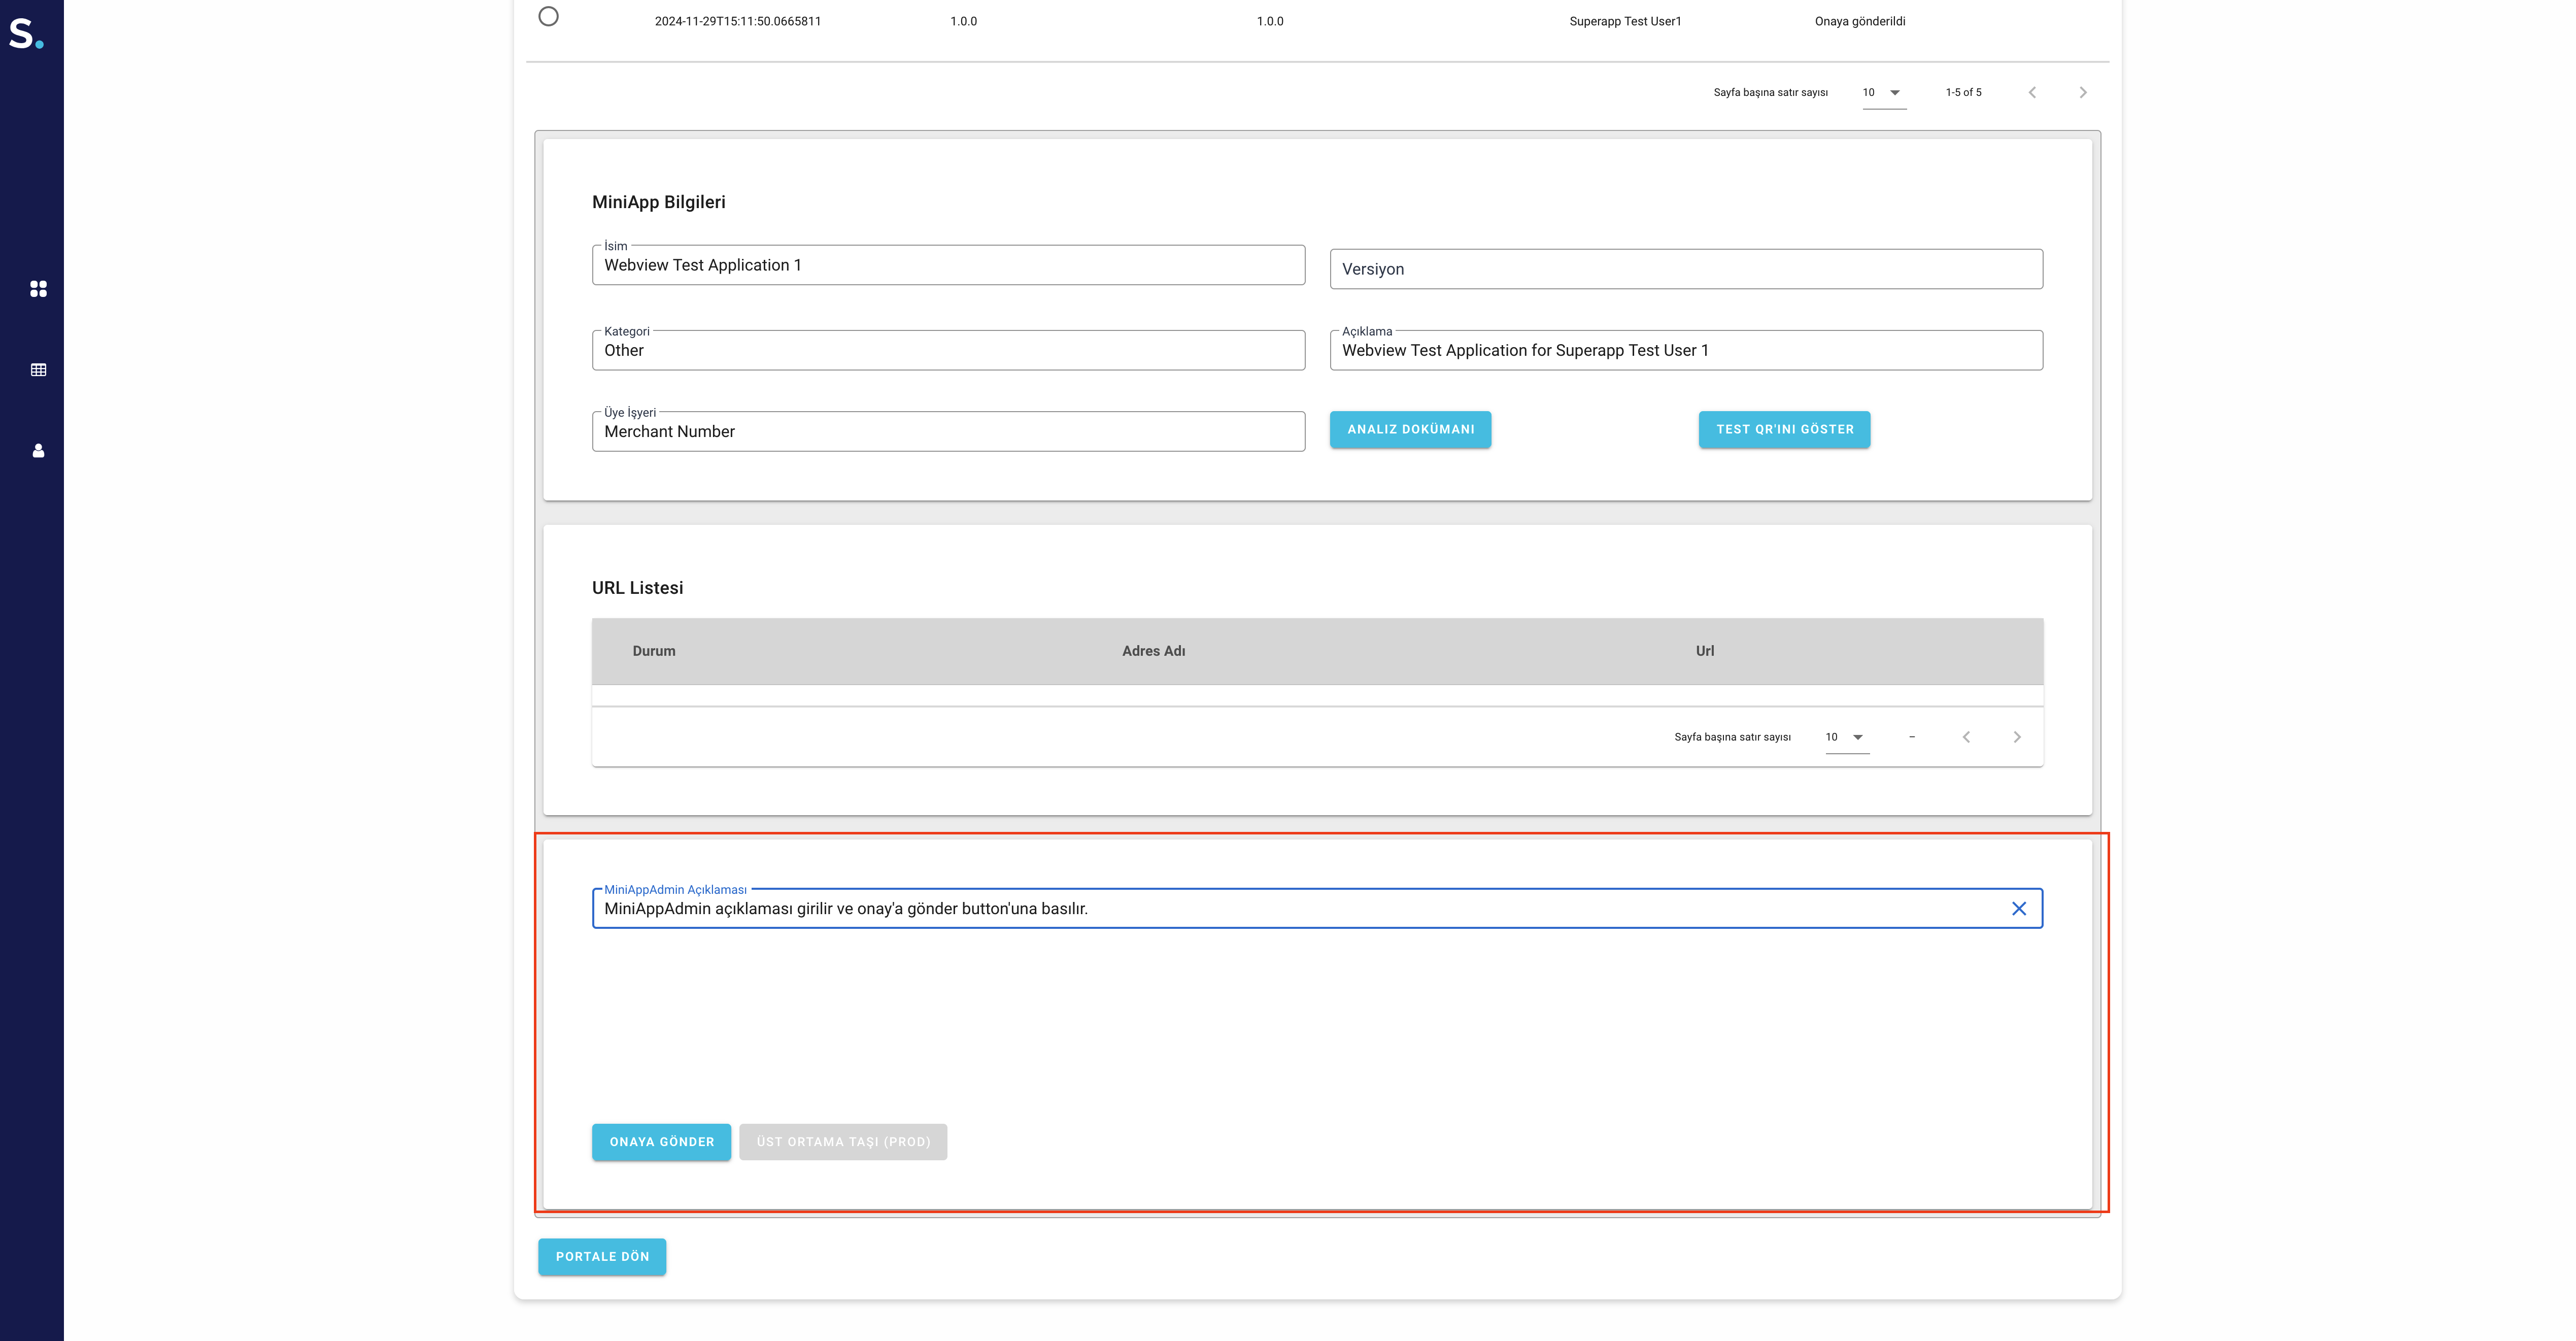 S.
2024-11-29T15:11:50.0665811 1.0.0 1.0.0 Superapp Test User1 Onaya gönderildi
Sayfa başına satır sayısı 10 1-5 of 5
MiniApp Bilgileri
İsim
Webview Test Application 1
Versiyon
Kategori
Other
Açıklama
Webview Test Application for Superapp Test User 1
Üye İşyeri
Merchant Number
ANALIZ DOKÜMANI
TEST QR'INI GÖSTER
URL Listesi
Durum Adres Adı Url
Sayfa başına satır sayısı 10 –
MiniAppAdmin Açıklaması
MiniAppAdmin açıklaması girilir ve onay'a gönder button'una basılır.
ONAYA GÖNDER
ÜST ORTAMA TAŞI (PROD)
PORTALE DÖN